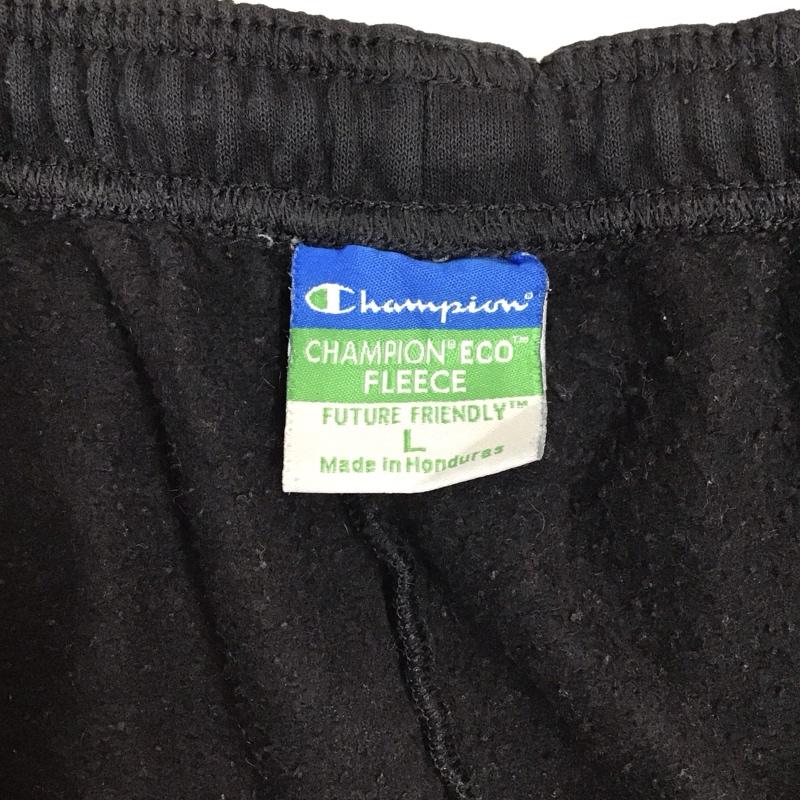 Champion®
CHAMPION® ECO™
FLEECE
FUTURE FRIENDLY™
L
Made in Honduras